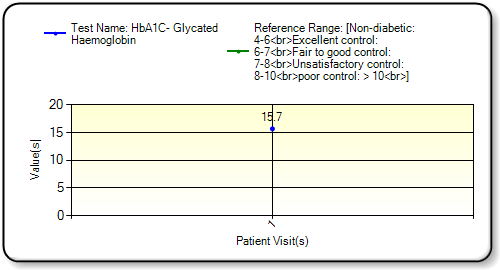 Test Name: HbA1C- Glycated
Haemoglobin
Reference Range: [Non-diabetic:
4-6<br>Excellent control:
6-7<br>Fair to good control:
7-8<br>Unsatisfactory control:
8-10<br>poor control: > 10<br>]
Value[s]
20
15
10
5
0
15.7
1
Patient Visit(s)